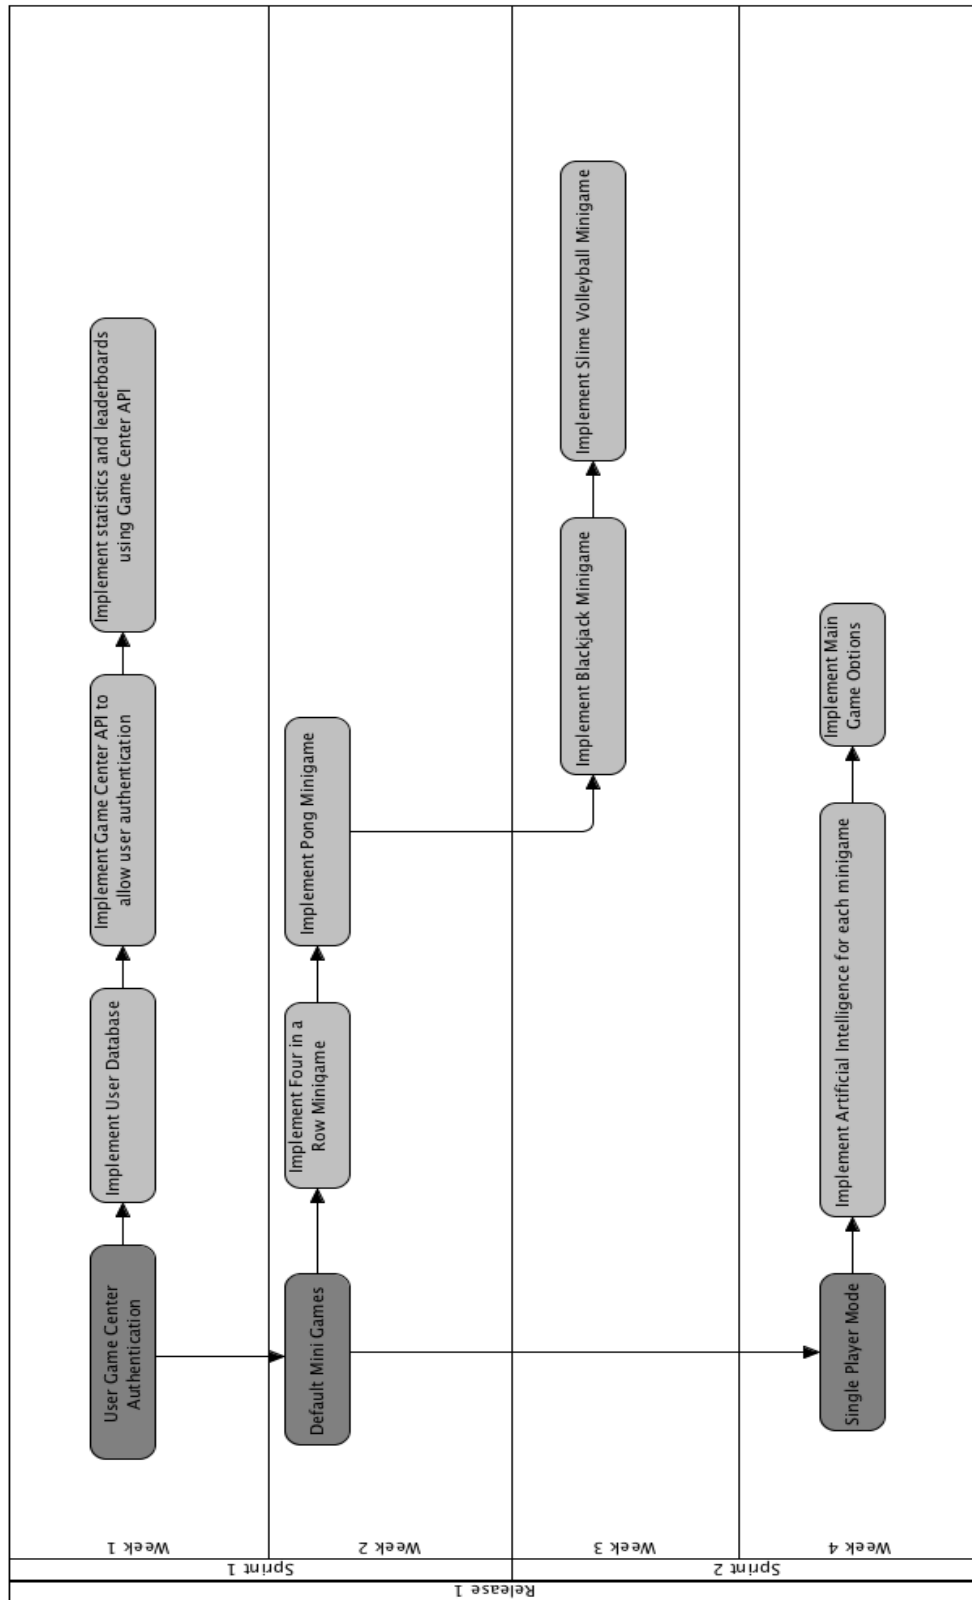 Release 1
Sprint 1
Week 1
User Game Center
Authentication
Implement User Database
Implement Game Center API to
allow user authentication
Implement statistics and leaderboards
using Game Center API
Week 2
Default Mini Games
Implement Four in a
Row Minigame
Implement Pong Minigame
Sprint 2
Week 3
Implement Blackjack Minigame
Implement Slime Volleyball Minigame
Week 4
Single Player Mode
Implement Artificial Intelligence for each minigame
Implement Main
Game Options